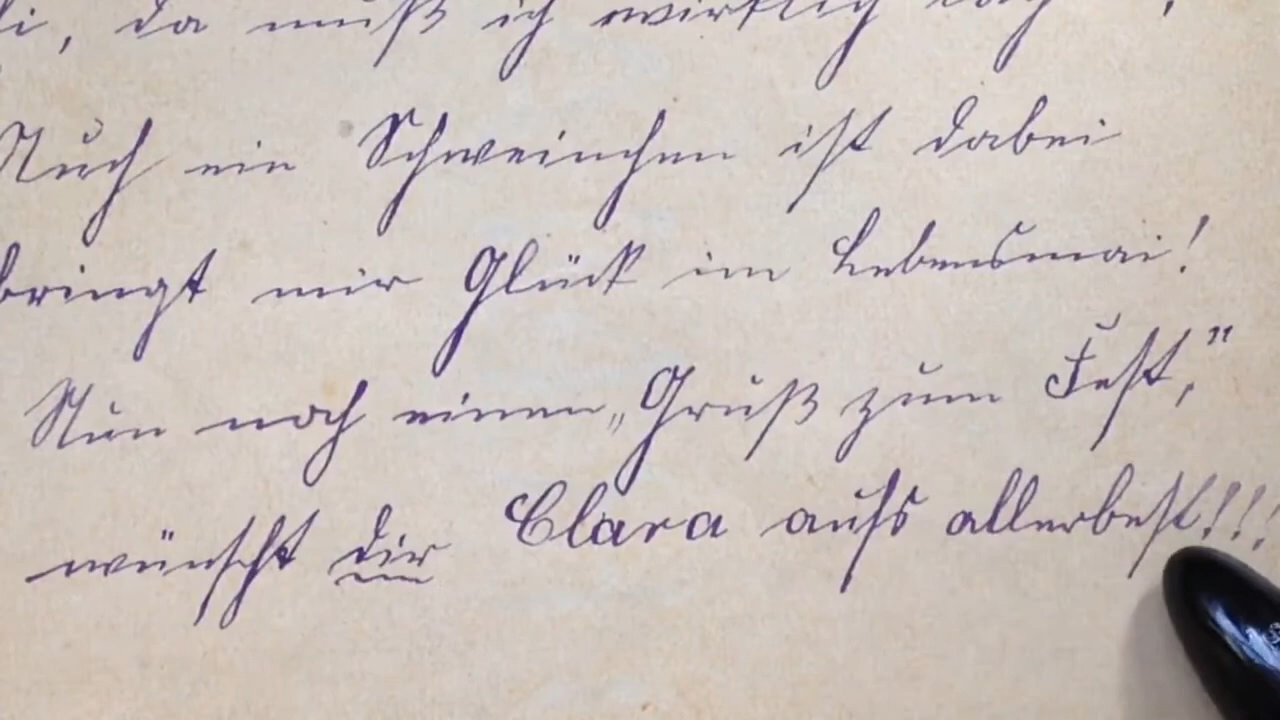 , da muß ich wirklich
Auch ein Schweinchen ist dabei
bringt mir Glück im Lebensmai!
Nun noch einen „Gruß zum Fest,"
wünscht dir Clara aufs allerbest!!!